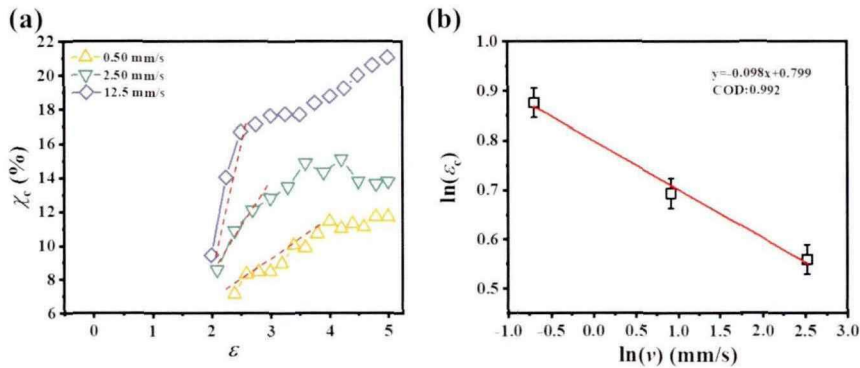 (a)
22
20
18
16
14
12
10
8
6
χc (%)
0.50 mm/s
2.50 mm/s
12.5 mm/s
0 1 2 3 4 5
ε
(b)
1.0
0.9
0.8
0.7
0.6
0.5
ln(εc)
y=-0.098x+0.799
COD:0.992
-1.0 -0.5 0.0 0.5 1.0 1.5 2.0 2.5 3.0
ln(v) (mm/s)